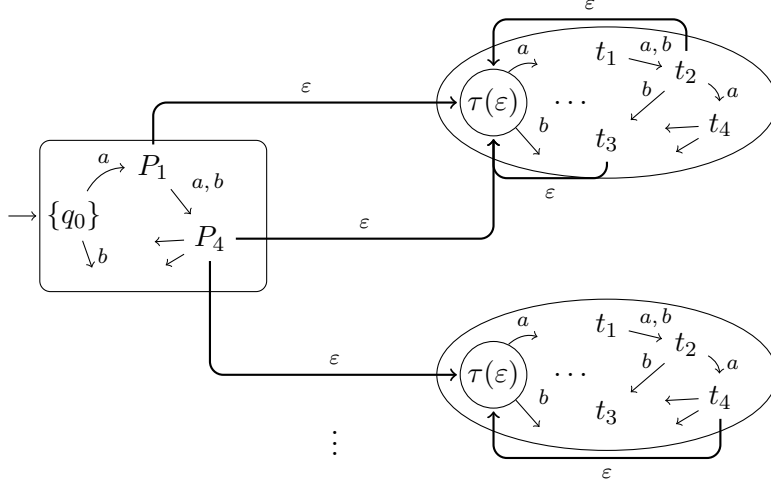 ε
a t₁ a, b
ε t₂
b a
τ(ε) ⋯
b t₄
t₃
a P₁
a, b
ε
{q₀} ε
P₄
b
ε
a t₁ a, b
t₂
b a
τ(ε) ⋯
b t₄
t₃
⋮
ε